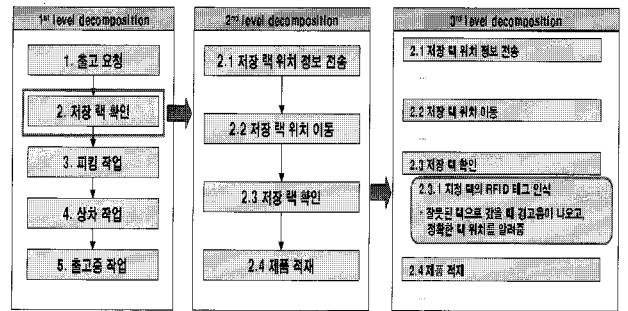 1st level decomposition
1. 출고 요청
2. 저장 랙 확인
3. 피킹 작업
4. 상차 작업
5. 출고중 작업
2nd level decomposition
2.1 저장 랙 위치 정보 전송
2.2 저장 랙 위치 이동
2.3 저장 랙 확인
2.4 제품 적재
3rd level decomposition
2.1 저장 랙 위치 정보 전송
...
2.2 저장 랙 위치 이동
...
2.3 저장 랙 확인
2.3.1 지정 랙의 RFID 태그 인식
· 잘못된 랙으로 갔을 때 경고음이 나오고,
정확한 랙 위치를 알려줌
2.4 제품 적재
...